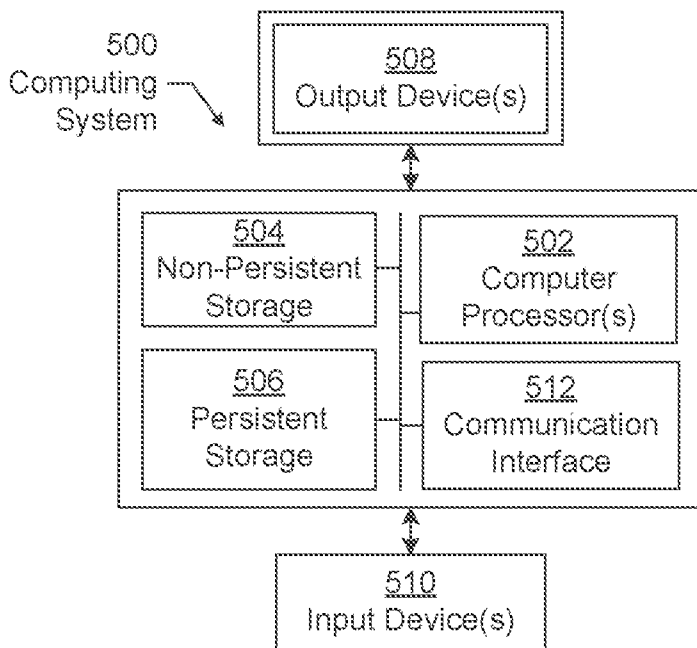 500
Computing
System
508
Output Device(s)
504
Non-Persistent
Storage
502
Computer
Processor(s)
506
Persistent
Storage
512
Communication
Interface
510
Input Device(s)